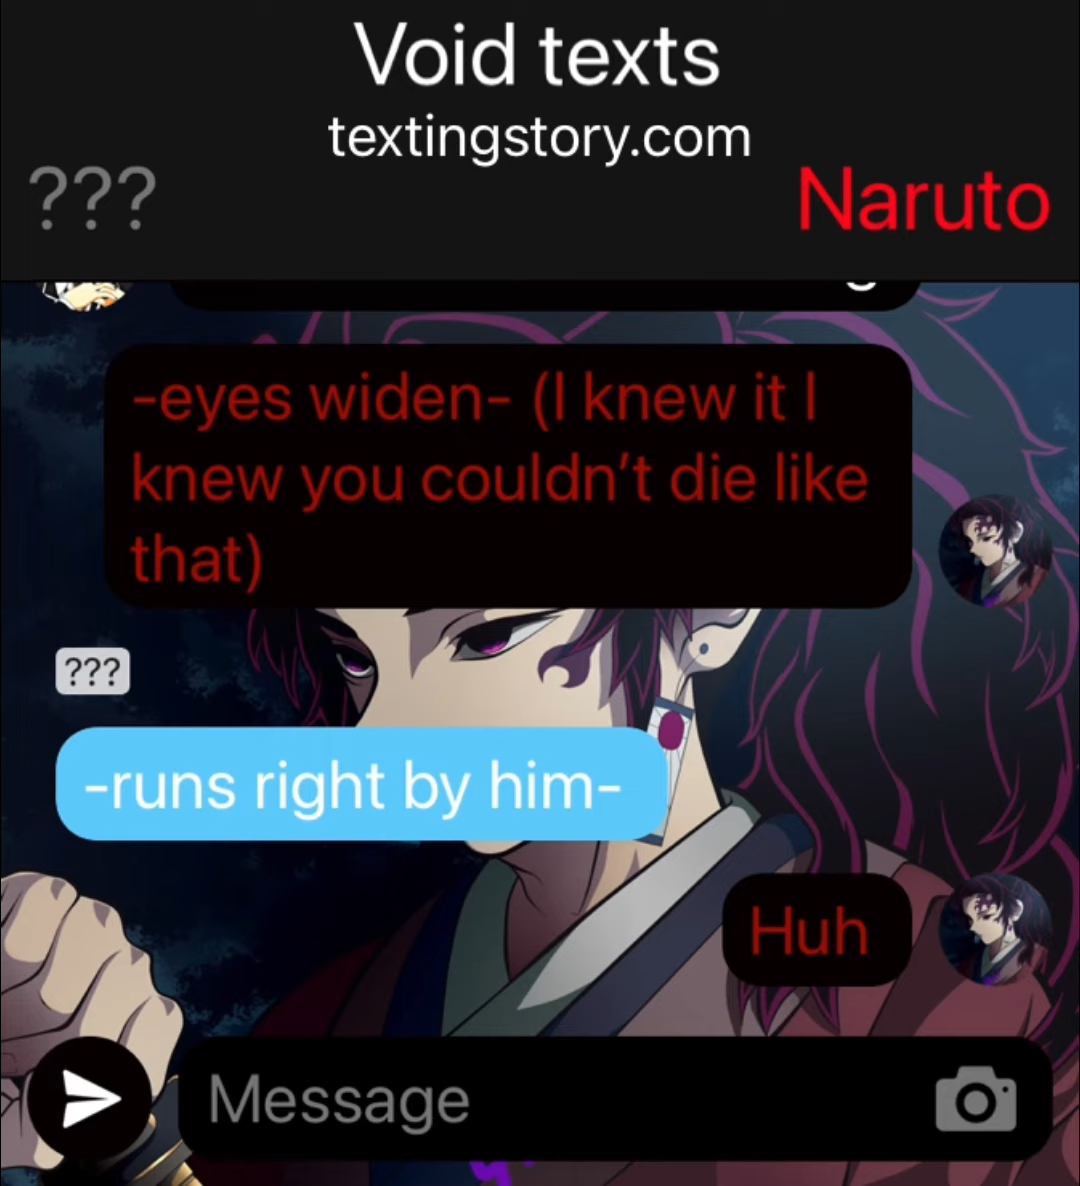 Void texts
textingstory.com
???
Naruto
-eyes widen- (I knew it I
knew you couldn’t die like
that)
???
-runs right by him-
Huh
Message